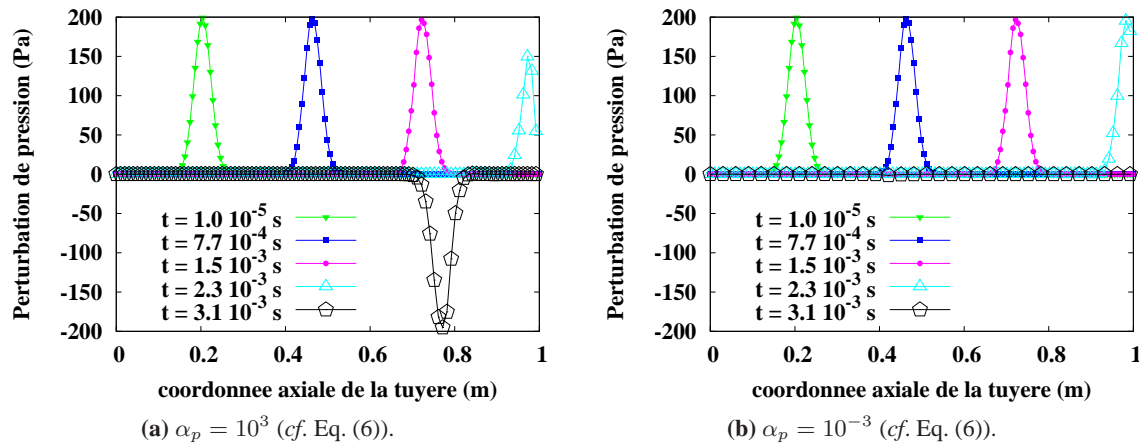 Perturbation de pression (Pa)
200
150
100
50
0
-50
-100
-150
-200
t = 1.0 10⁻⁵ s
t = 7.7 10⁻⁴ s
t = 1.5 10⁻³ s
t = 2.3 10⁻³ s
t = 3.1 10⁻³ s
0 0.2 0.4 0.6 0.8 1
coordonnee axiale de la tuyere (m)
(a) αₚ = 10³ (cf. Eq. (6)).
Perturbation de pression (Pa)
200
150
100
50
0
-50
-100
-150
-200
t = 1.0 10⁻⁵ s
t = 7.7 10⁻⁴ s
t = 1.5 10⁻³ s
t = 2.3 10⁻³ s
t = 3.1 10⁻³ s
0 0.2 0.4 0.6 0.8 1
coordonnee axiale de la tuyere (m)
(b) αₚ = 10⁻³ (cf. Eq. (6)).